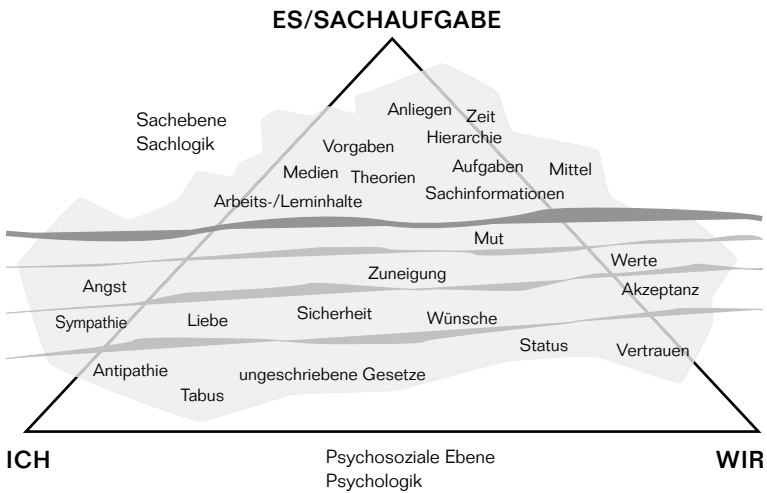 ES/SACHAUFGABE
Sachebene
Sachlogik
Anliegen
Zeit
Hierarchie
Vorgaben
Aufgaben
Mittel
Medien
Theorien
Sachinformationen
Arbeits-/Lerninhalte
Mut
Werte
Zuneigung
Angst
Akzeptanz
Sicherheit
Wünsche
Sympathie
Liebe
Status
Vertrauen
Antipathie
ungeschriebene Gesetze
Tabus
ICH
Psychosoziale Ebene
Psychologik
WIR